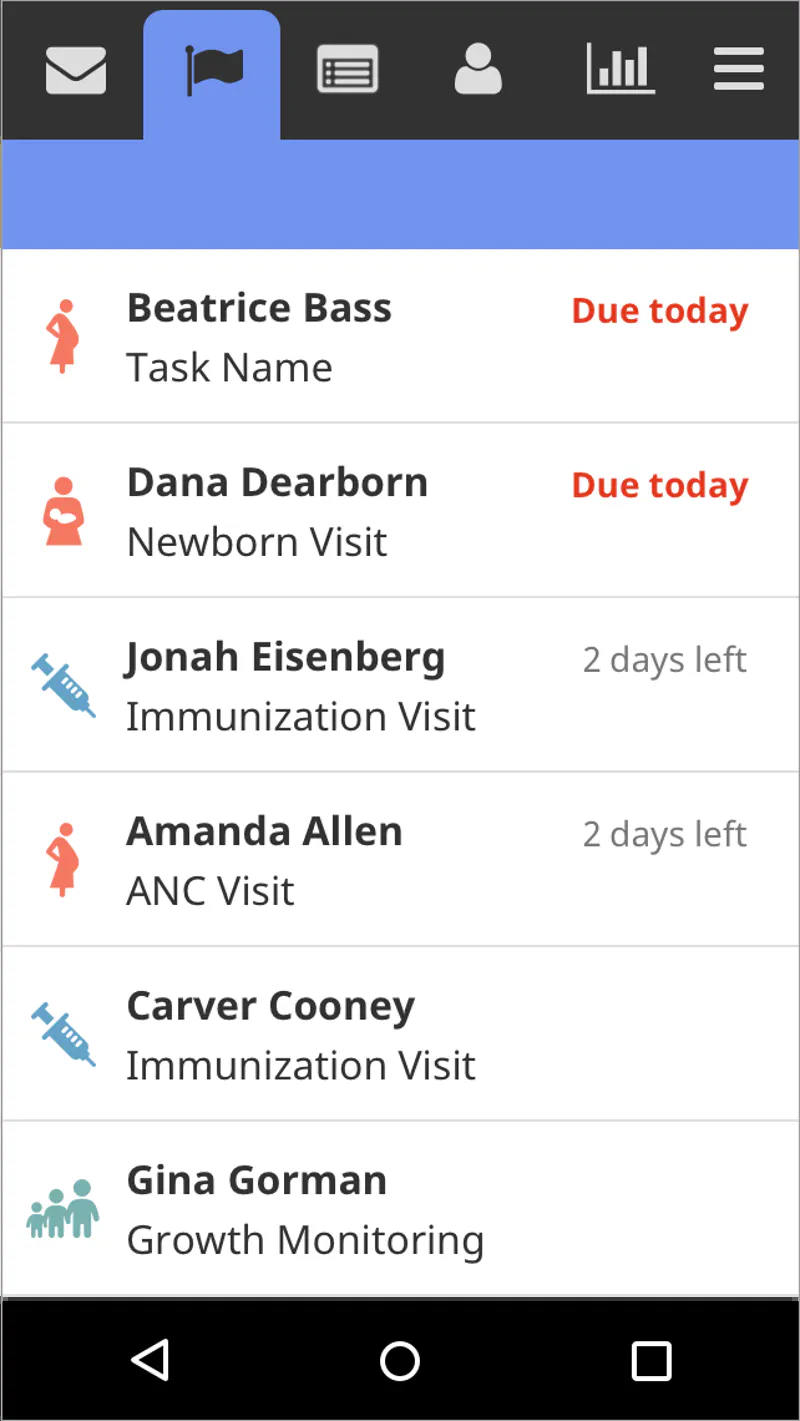 Beatrice Bass
Due today
Task Name
Dana Dearborn
Due today
Newborn Visit
Jonah Eisenberg
2 days left
Immunization Visit
Amanda Allen
2 days left
ANC Visit
Carver Cooney
Immunization Visit
Gina Gorman
Growth Monitoring